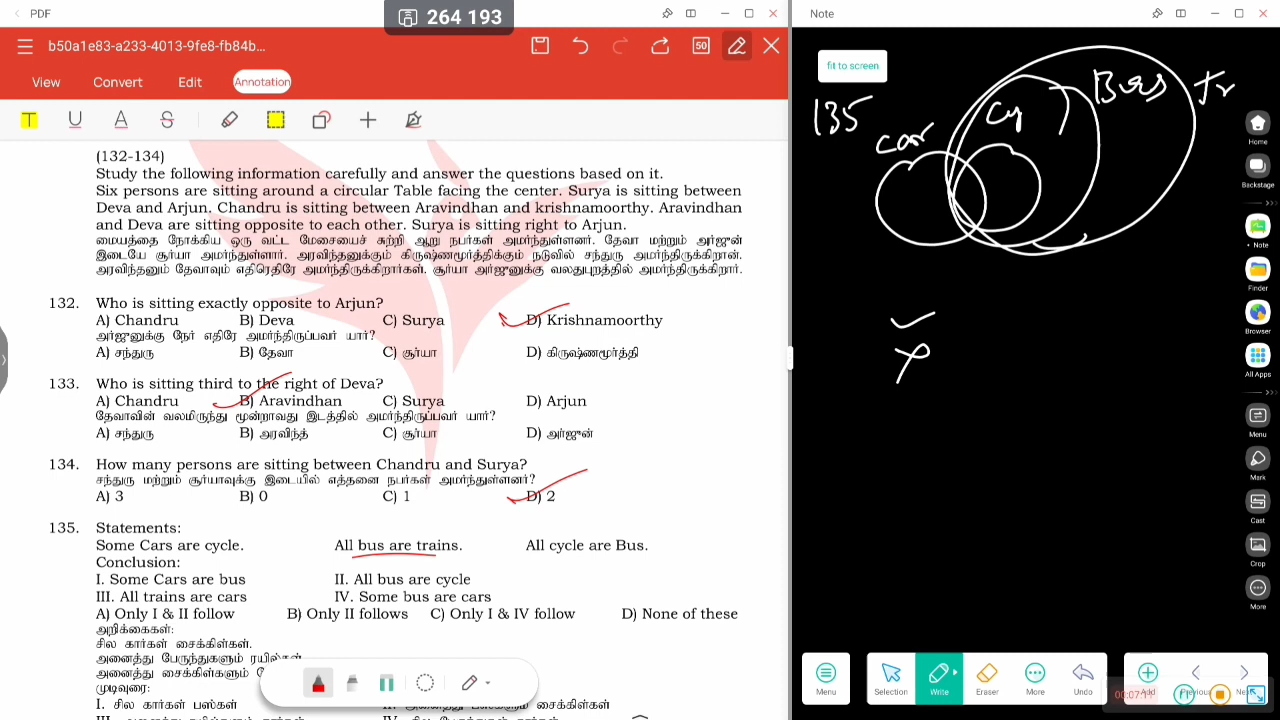 PDF
264 193
Note
b50a1e83-a233-4013-9fe8-fb84b...
50
View Convert Edit Annotation
(132-134)
Study the following information carefully and answer the questions based on it.
Six persons are sitting around a circular Table facing the center. Surya is sitting between
Deva and Arjun. Chandru is sitting between Aravindhan and krishnamoorthy. Aravindhan
and Deva are sitting opposite to each other. Surya is sitting right to Arjun.
மையத்தை நோக்கிய ஒரு வட்ட மேசையைச் சுற்றி ஆறு நபர்கள் அமர்ந்துள்ளனர். தேவா மற்றும் அர்ஜுன்
இடையே சூர்யா அமர்ந்துள்ளார். அரவிந்தனுக்கும் கிருஷ்ணமூர்த்திக்கும் நடுவில் சந்துரு அமர்ந்திருக்கிறான்.
அரவிந்தனும் தேவாவும் எதிரெதிரே அமர்ந்திருக்கிறார்கள். சூர்யா அர்ஜுனுக்கு வலதுபுறத்தில் அமர்ந்திருக்கிறார்.
132. Who is sitting exactly opposite to Arjun?
A) Chandru B) Deva C) Surya D) Krishnamoorthy
அர்ஜுனுக்கு நேர் எதிரே அமர்ந்திருப்பவர் யார்?
A) சந்துரு B) தேவா C) சூர்யா D) கிருஷ்ணமூர்த்தி
133. Who is sitting third to the right of Deva?
A) Chandru B) Aravindhan C) Surya D) Arjun
தேவாவின் வலமிருந்து மூன்றாவது இடத்தில் அமர்ந்திருப்பவர் யார்?
A) சந்துரு B) அரவிந்த் C) சூர்யா D) அர்ஜுன்
134. How many persons are sitting between Chandru and Surya?
சந்துரு மற்றும் சூர்யாவுக்கு இடையில் எத்தனை நபர்கள் அமர்ந்துள்ளனர்?
A) 3 B) 0 C) 1 D) 2
135. Statements:
Some Cars are cycle. All bus are trains. All cycle are Bus.
Conclusion:
I. Some Cars are bus II. All bus are cycle
III. All trains are cars IV. Some bus are cars
A) Only I & II follow B) Only II follows C) Only I & IV follow D) None of these
அறிக்கைகள்:
சில கார்கள் சைக்கிள்கள்.
அனைத்து பேருந்துகளும் ரயில்கள்
அனைத்து சைக்கிள்களும்
முடிவுரை:
I. சில கார்கள் பஸ்கள்
fit to screen
135
car
Cy
Bus
Tr
Home
Backstage
Note
Finder
Browser
All Apps
Menu
Mark
Cast
Crop
More
Menu
Selection Write Eraser More Undo
Add Previous Next